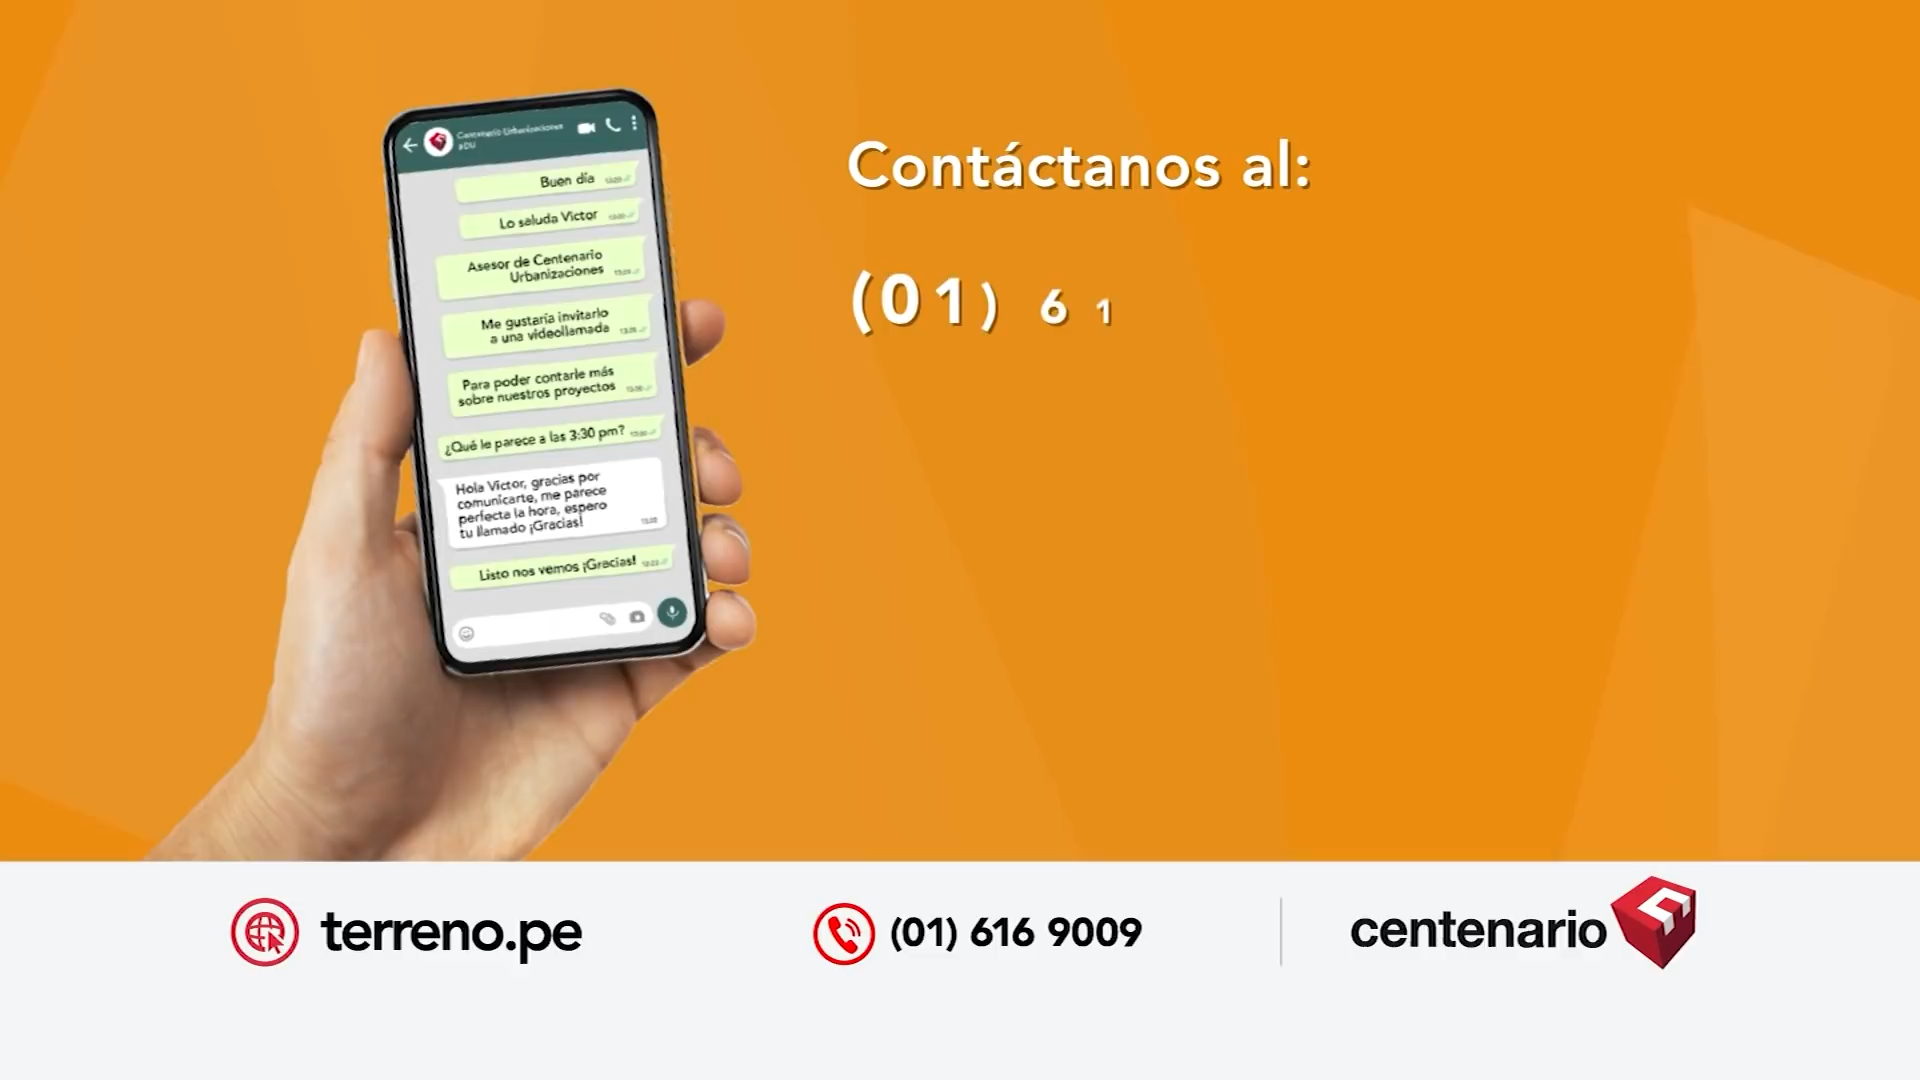 Centenario Urbanizaciones
Buen día
Lo saluda Victor
Asesor de Centenario
Urbanizaciones
Me gustaría invitarlo
a una videollamada
Para poder contarle más
sobre nuestros proyectos
¿Qué le parece a las 3:30 pm?
Hola Victor, gracias por
comunicarte, me parece
perfecta la hora, espero
tu llamado ¡Gracias!
Listo nos vemos ¡Gracias!
Contáctanos al:
(01) 6 1
terreno.pe
(01) 616 9009
centenario